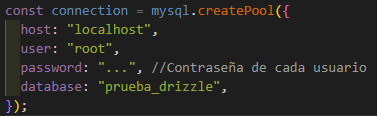 const connection = mysql.createPool({
  host: "localhost",
  user: "root",
  password: "...", //Contraseña de cada usuario
  database: "prueba_drizzle",
});